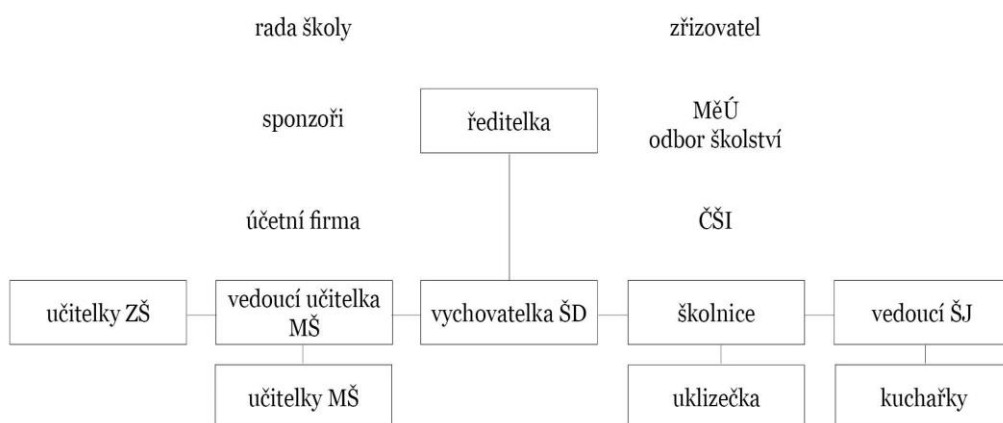 rada školy
zřizovatel
sponzoři
ředitelka
MěÚ
odbor školství
účetní firma
ČŠI
učitelky ZŠ
vedoucí učitelka
MŠ
vychovatelka ŠD
školnice
vedoucí ŠJ
učitelky MŠ
uklizečka
kuchařky